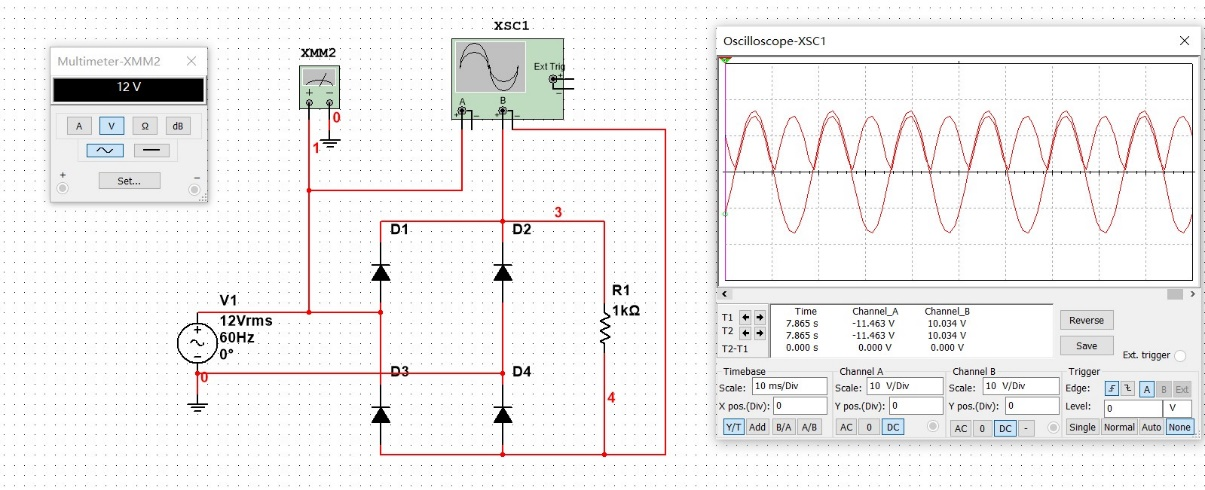 Multimeter-XMM2
12 V
A V Ω dB
Set...
+ −
XMM2
+ −
0
1
XSC1
Ext Trig
+
−
A B
+ − + −
3
D1 D2
V1
12Vrms
60Hz
0°
+
−
0
D3 D4
R1
1kΩ
4
Oscilloscope-XSC1
Time Channel_A Channel_B
T1 7.865 s -11.463 V 10.034 V
T2 7.865 s -11.463 V 10.034 V
T2-T1 0.000 s 0.000 V 0.000 V
Reverse
Save
Ext. trigger
Timebase
Scale: 10 ms/Div
X pos.(Div): 0
Y/T Add B/A A/B
Channel A
Scale: 10 V/Div
Y pos.(Div): 0
AC 0 DC
Channel B
Scale: 10 V/Div
Y pos.(Div): 0
AC 0 DC -
Trigger
Edge: A B Ext
Level: 0 V
Single Normal Auto None